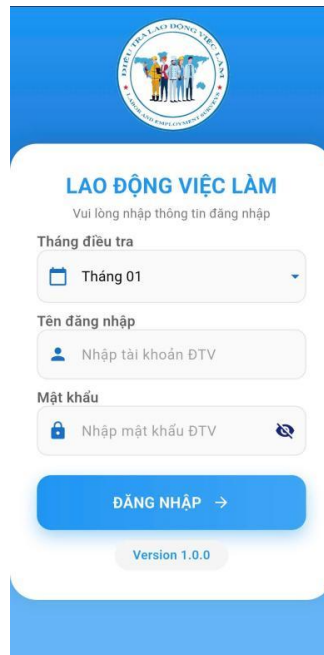 ĐIỀU TRA LAO ĐỘNG VIỆC LÀM
LABOR AND EMPLOYMENT SURVEYS
LAO ĐỘNG VIỆC LÀM
Vui lòng nhập thông tin đăng nhập
Tháng điều tra
Tháng 01
Tên đăng nhập
Nhập tài khoản ĐTV
Mật khẩu
Nhập mật khẩu ĐTV
ĐĂNG NHẬP →
Version 1.0.0